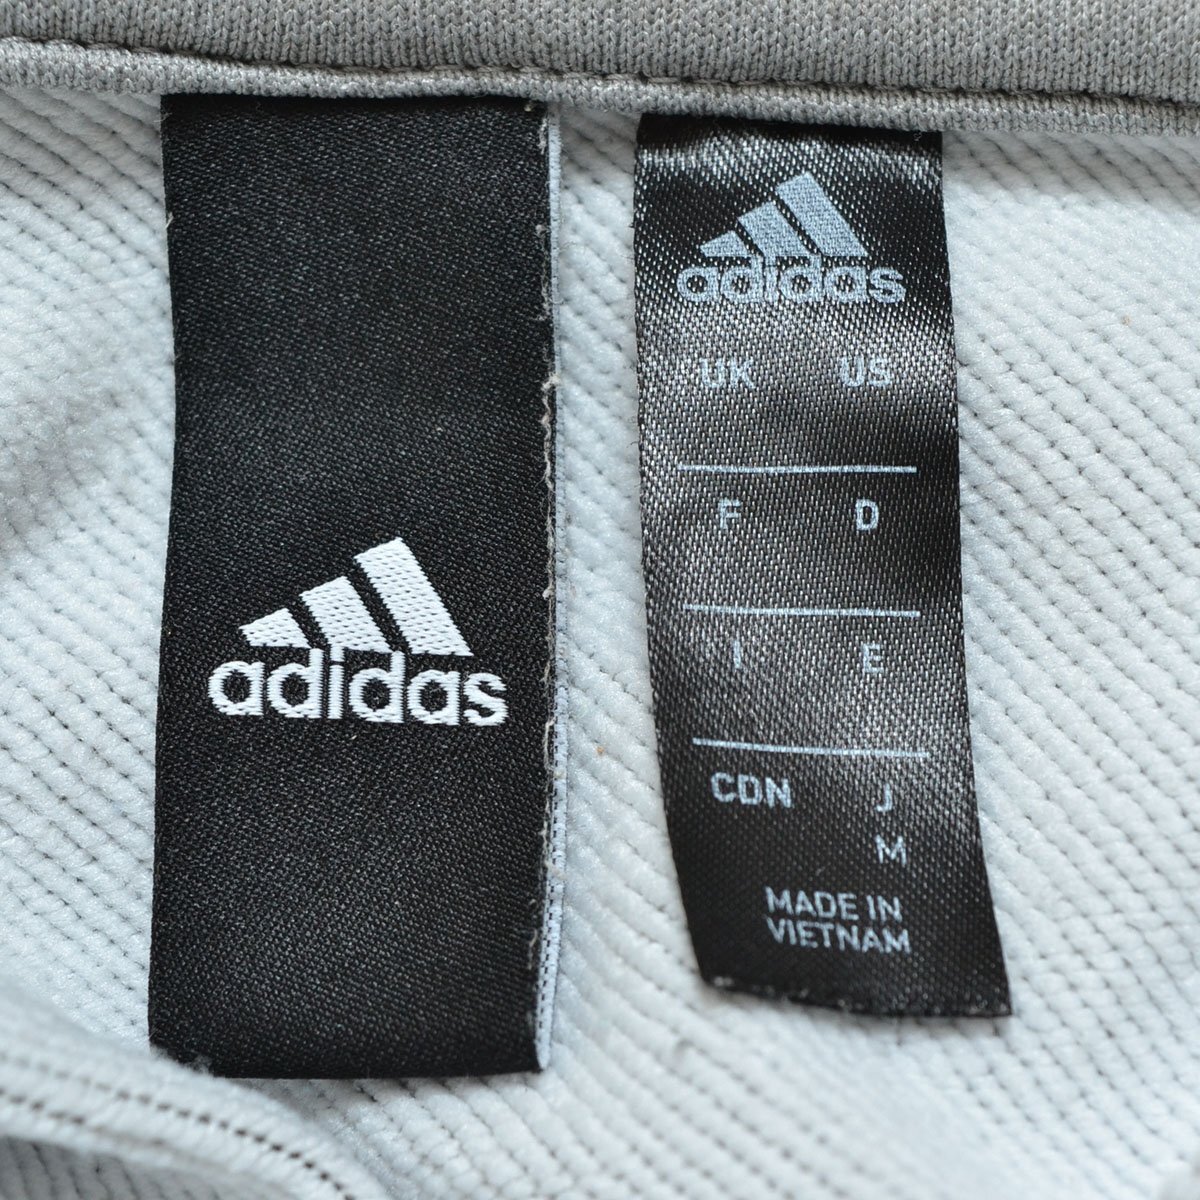 adidas
adidas
UK US
F D
I E
CDN J
M
MADE IN
VIETNAM